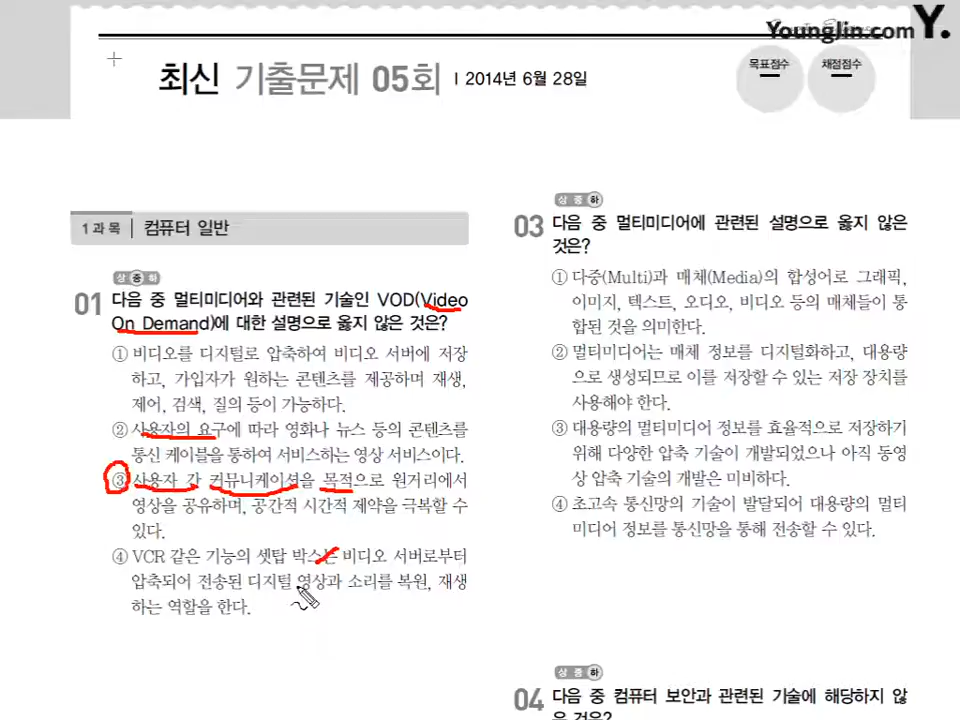 YoungJin.com Y.
최신 기출문제 05회 | 2014년 6월 28일
목표점수
채점점수
1과목 | 컴퓨터 일반
상 중 하
01 다음 중 멀티미디어와 관련된 기술인 VOD(Video
On Demand)에 대한 설명으로 옳지 않은 것은?
① 비디오를 디지털로 압축하여 비디오 서버에 저장
하고, 가입자가 원하는 콘텐츠를 제공하며 재생,
제어, 검색, 질의 등이 가능하다.
② 사용자의 요구에 따라 영화나 뉴스 등의 콘텐츠를
통신 케이블을 통하여 서비스하는 영상 서비스이다.
③ 사용자 간 커뮤니케이션을 목적으로 원거리에서
영상을 공유하며, 공간적 시간적 제약을 극복할 수
있다.
④ VCR 같은 기능의 셋탑 박스는 비디오 서버로부터
압축되어 전송된 디지털 영상과 소리를 복원, 재생
하는 역할을 한다.
상 중 하
03 다음 중 멀티미디어에 관련된 설명으로 옳지 않은
것은?
① 다중(Multi)과 매체(Media)의 합성어로 그래픽,
이미지, 텍스트, 오디오, 비디오 등의 매체들이 통
합된 것을 의미한다.
② 멀티미디어는 매체 정보를 디지털화하고, 대용량
으로 생성되므로 이를 저장할 수 있는 저장 장치를
사용해야 한다.
③ 대용량의 멀티미디어 정보를 효율적으로 저장하기
위해 다양한 압축 기술이 개발되었으나 아직 동영
상 압축 기술의 개발은 미비하다.
④ 초고속 통신망의 기술이 발달되어 대용량의 멀티
미디어 정보를 통신망을 통해 전송할 수 있다.
상 중 하
04 다음 중 컴퓨터 보안과 관련된 기술에 해당하지 않
은 것은?